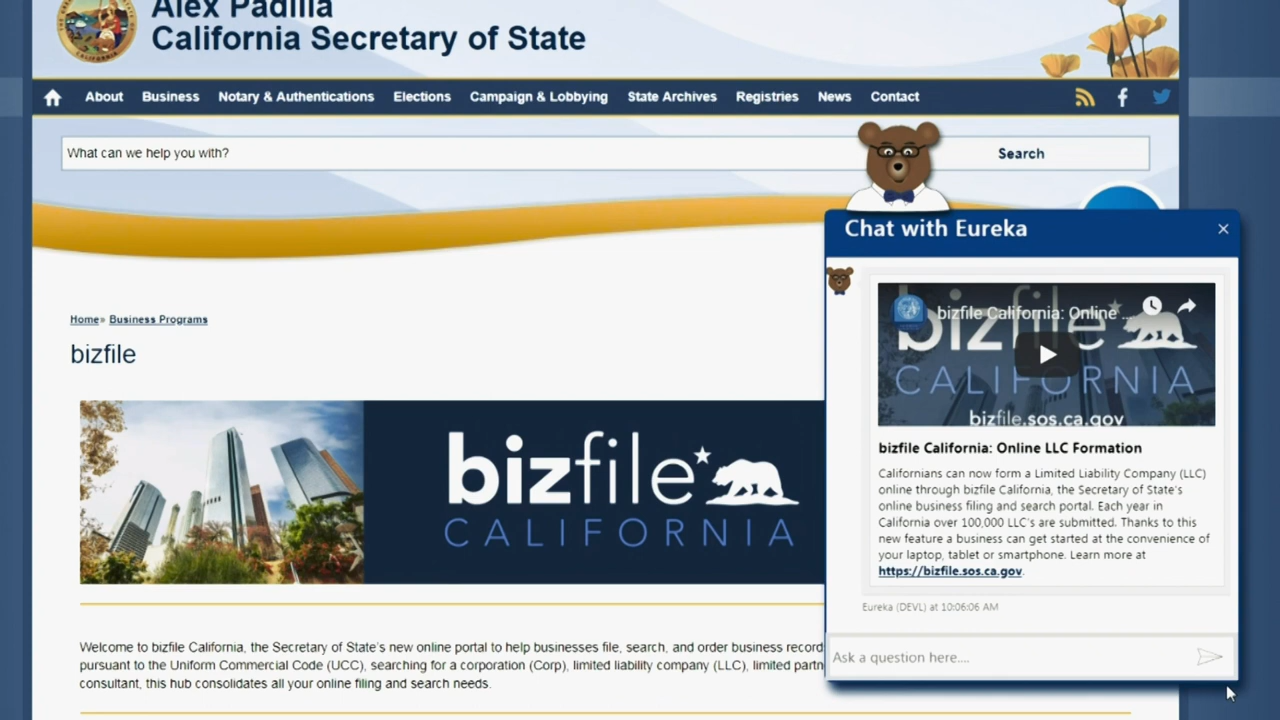 Alex Padilla
California Secretary of State
About Business Notary & Authentications Elections Campaign & Lobbying State Archives Registries News Contact
What can we help you with?
Search
Home» Business Programs
bizfile
bizfile
CALIFORNIA
Welcome to bizfile California, the Secretary of State's new online portal to help businesses file, search, and order business record
pursuant to the Uniform Commercial Code (UCC), searching for a corporation (Corp), limited liability company (LLC), limited partn
consultant, this hub consolidates all your online filing and search needs.
Chat with Eureka
×
bizfile California: Online ...
bizfile
CALIFORNIA
bizfile.sos.ca.gov
bizfile California: Online LLC Formation
Californians can now form a Limited Liability Company (LLC)
online through bizfile California, the Secretary of State's
online business filing and search portal. Each year in
California over 100,000 LLC's are submitted. Thanks to this
new feature a business can get started at the convenience of
your laptop, tablet or smartphone. Learn more at
https://bizfile.sos.ca.gov.
Eureka (DEVL) at 10:06:06 AM
Ask a question here....